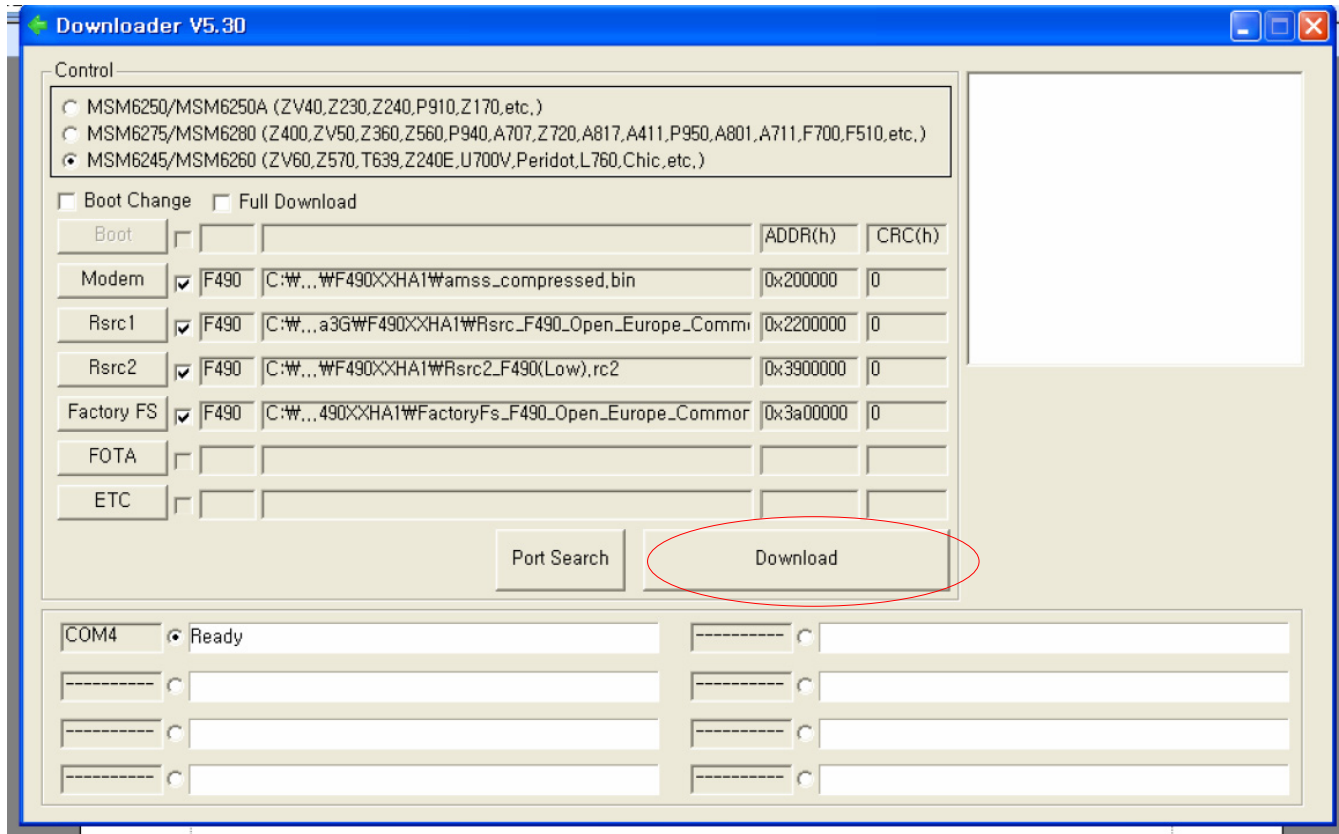 Downloader V5.30
Control
MSM6250/MSM6250A (ZV40,Z230,Z240,P910,Z170,etc,)
MSM6275/MSM6280 (Z400,ZV50,Z360,Z560,P940,A707,Z720,A817,A411,P950,A801,A711,F700,F510,etc,)
MSM6245/MSM6260 (ZV60,Z570,T639,Z240E,U700V,Peridot,L760,Chic,etc,)
Boot Change Full Download
Boot ADDR(h) CRC(h)
Modem F490 C:₩,,,₩F490XXHA1₩amss_compressed,bin 0x200000 0
Rsrc1 F490 C:₩,,,a3G₩F490XXHA1₩Rsrc_F490_Open_Europe_Comm 0x2200000 0
Rsrc2 F490 C:₩,,,₩F490XXHA1₩Rsrc2_F490(Low),rc2 0x3900000 0
Factory FS F490 C:₩,,,490XXHA1₩FactoryFs_F490_Open_Europe_Commor 0x3a00000 0
FOTA
ETC
Port Search Download
COM4 Ready ----------
---------- ----------
---------- ----------
---------- ----------